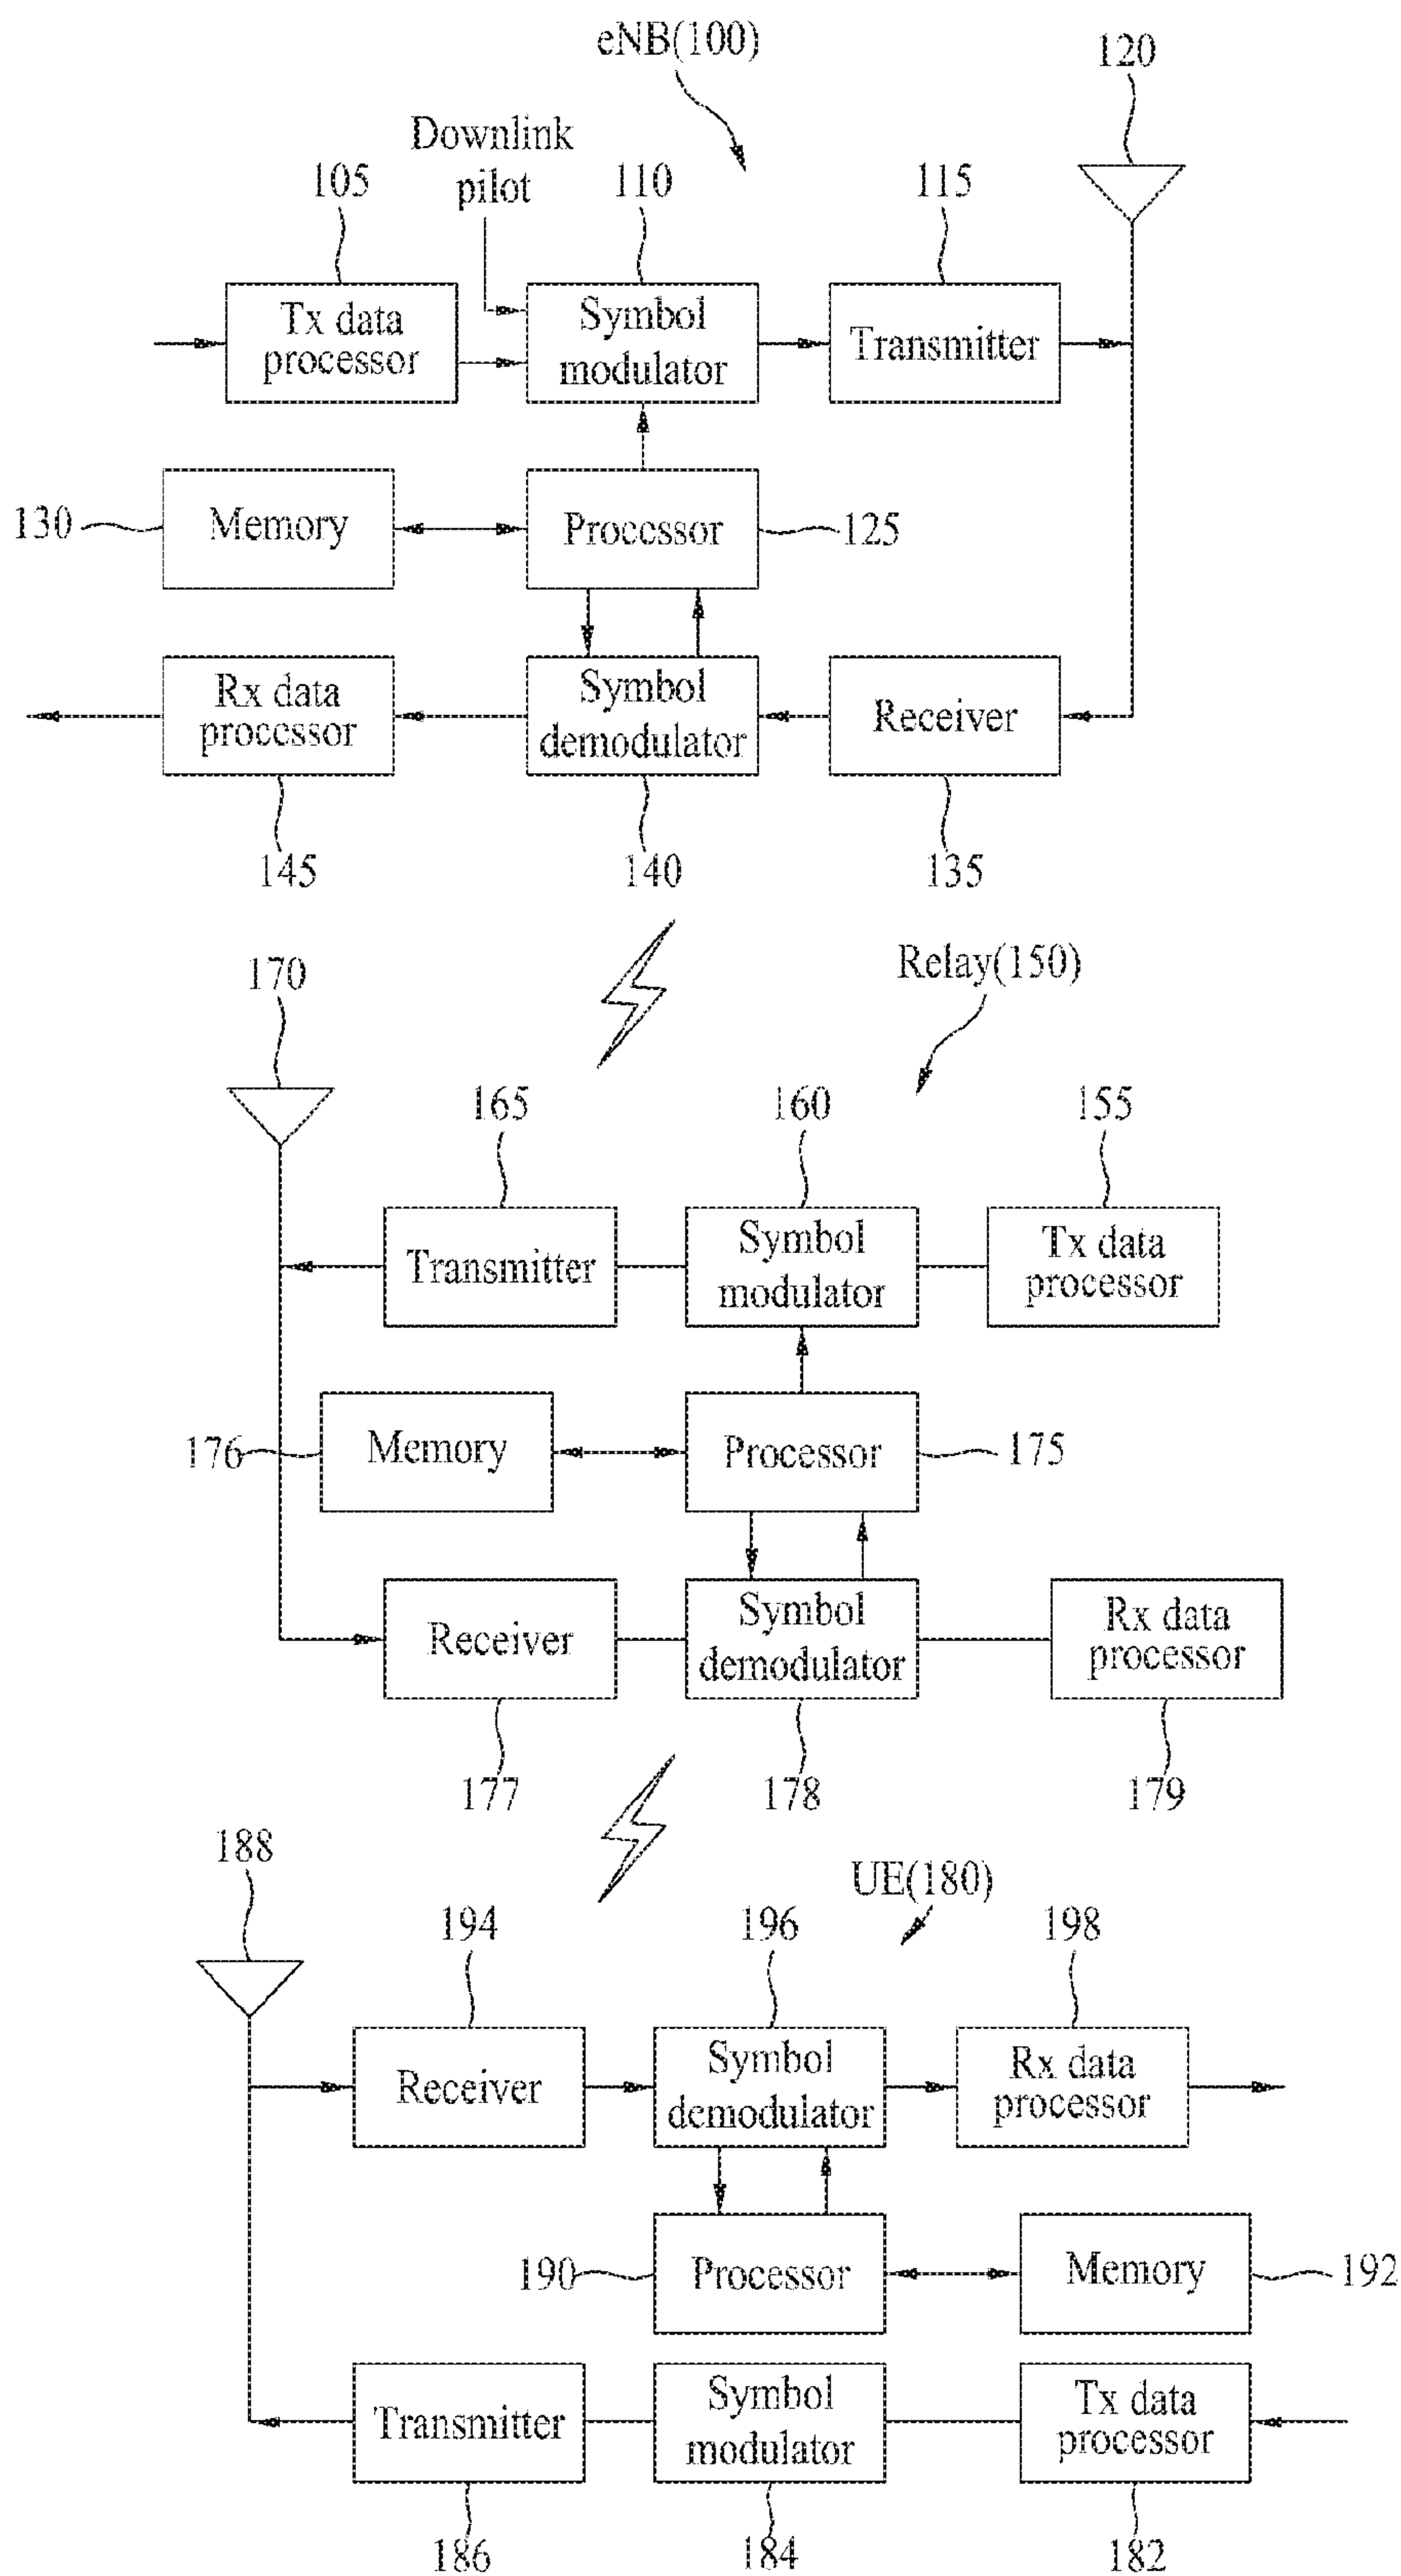 eNB(100)
120
Downlink
pilot
105
110
115
Tx data
processor
Symbol
modulator
Transmitter
130
Memory
Processor
125
Rx data
processor
Symbol
demodulator
Receiver
145
140
135
170
Relay(150)
165
160
155
Transmitter
Symbol
modulator
Tx data
processor
176
Memory
Processor
175
Receiver
Symbol
demodulator
Rx data
processor
177
178
179
188
UE(180)
194
196
198
Receiver
Symbol
demodulator
Rx data
processor
190
Processor
Memory
192
Transmitter
Symbol
modulator
Tx data
processor
186
184
182